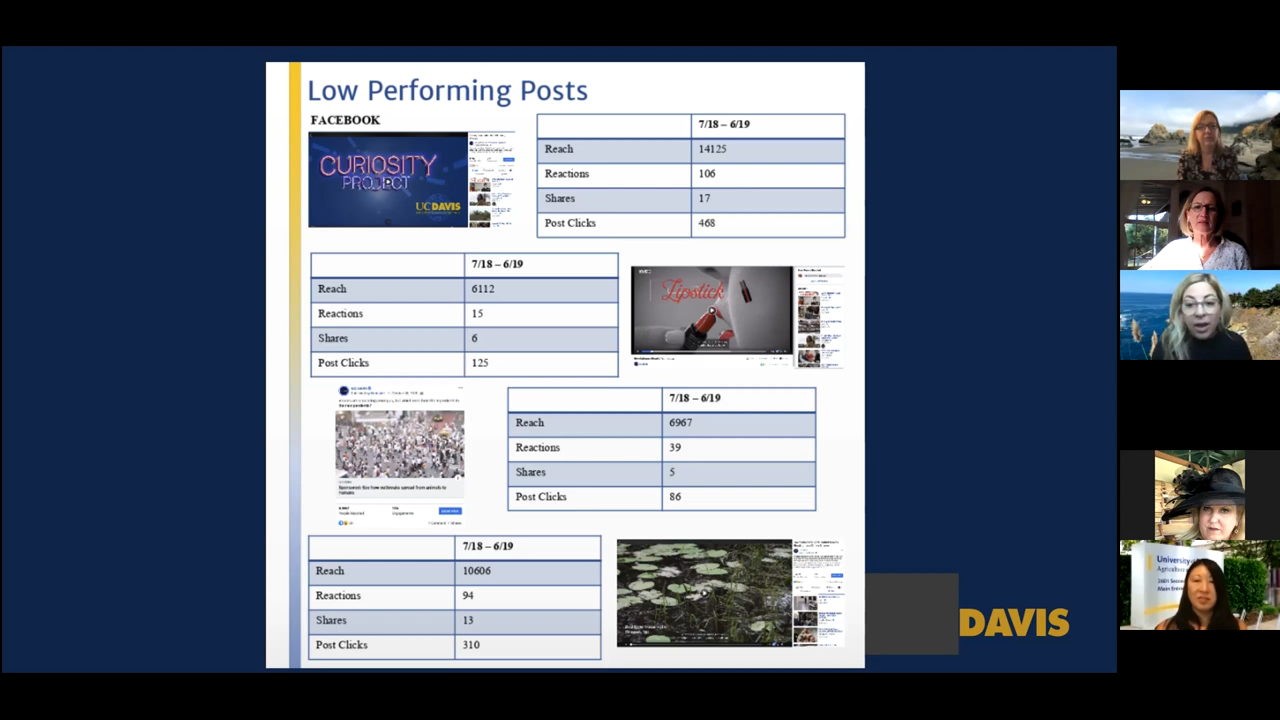 Low Performing Posts
FACEBOOK
CURIOSITY
PROJECT
UCDAVIS
7/18 – 6/19
Reach 14125
Reactions 106
Shares 17
Post Clicks 468
7/18 – 6/19
Reach 6112
Reactions 15
Shares 6
Post Clicks 125
Lipstick
7/18 – 6/19
Reach 6967
Reactions 39
Shares 5
Post Clicks 86
7/18 – 6/19
Reach 10606
Reactions 94
Shares 13
Post Clicks 310
DAVIS
University
Agricultur